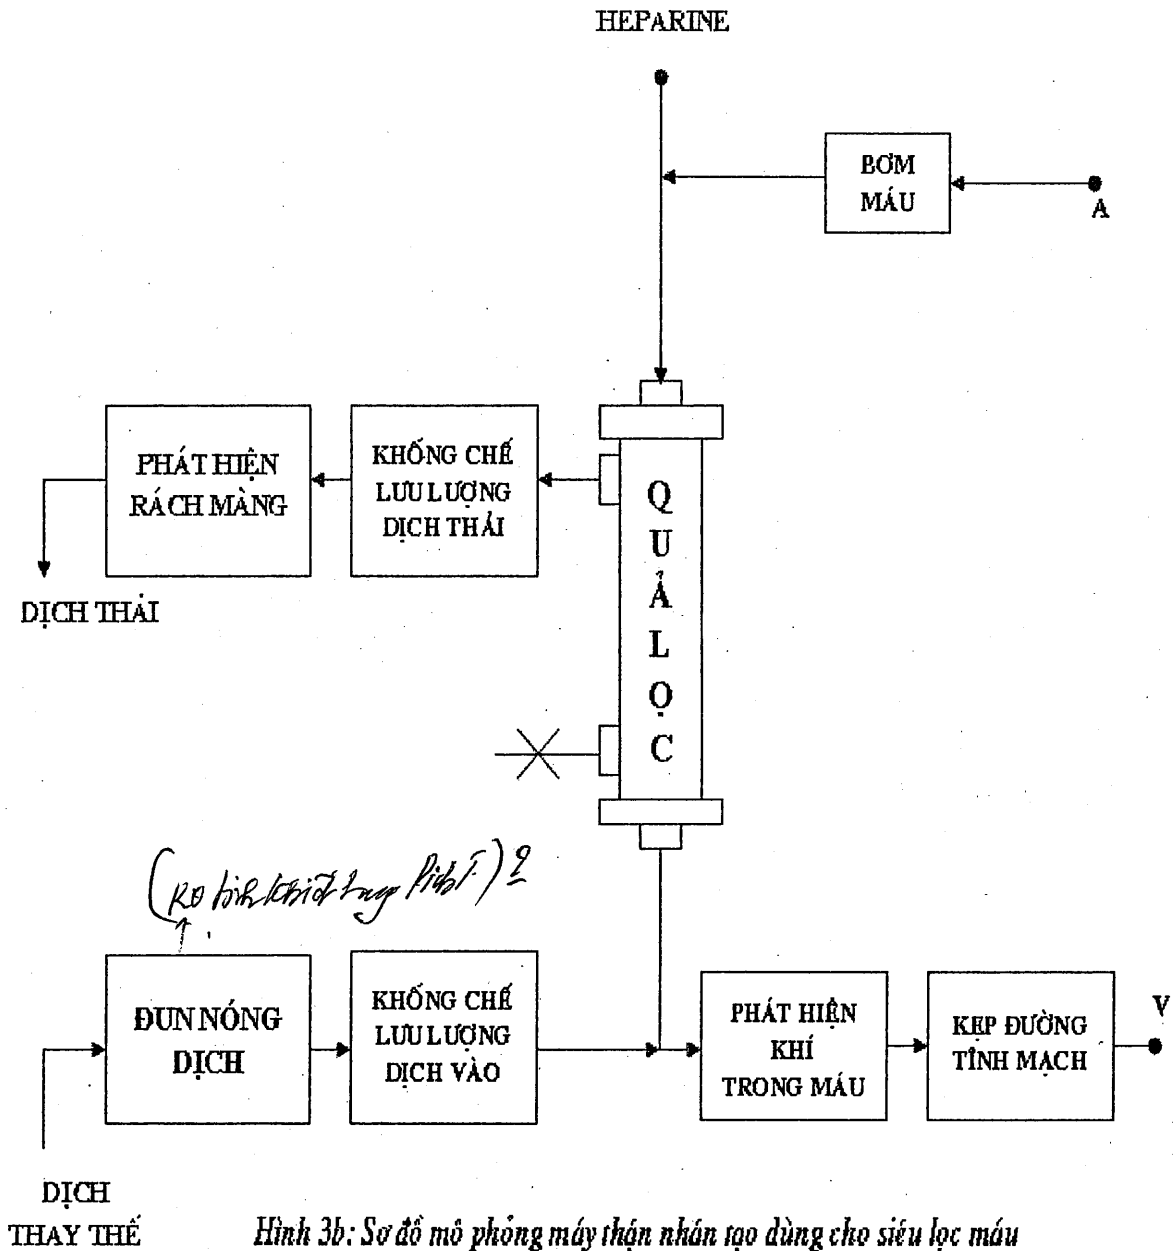 HEPARINE
BƠM
MÁU
A
PHÁT HIỆN
RÁCH MÀNG
KHỐNG CHẾ
LƯU LƯỢNG
DỊCH THẢI
Q
U
Ả
L
Ọ
C
DỊCH THẢI
ĐUN NÓNG
DỊCH
KHỐNG CHẾ
LƯU LƯỢNG
DỊCH VÀO
PHÁT HIỆN
KHÍ
TRONG MÁU
KẸP ĐƯỜNG
TĨNH MẠCH
V
DỊCH
THAY THẾ
Hình 3b: Sơ đồ mô phỏng máy thận nhân tạo dùng cho siêu lọc máu